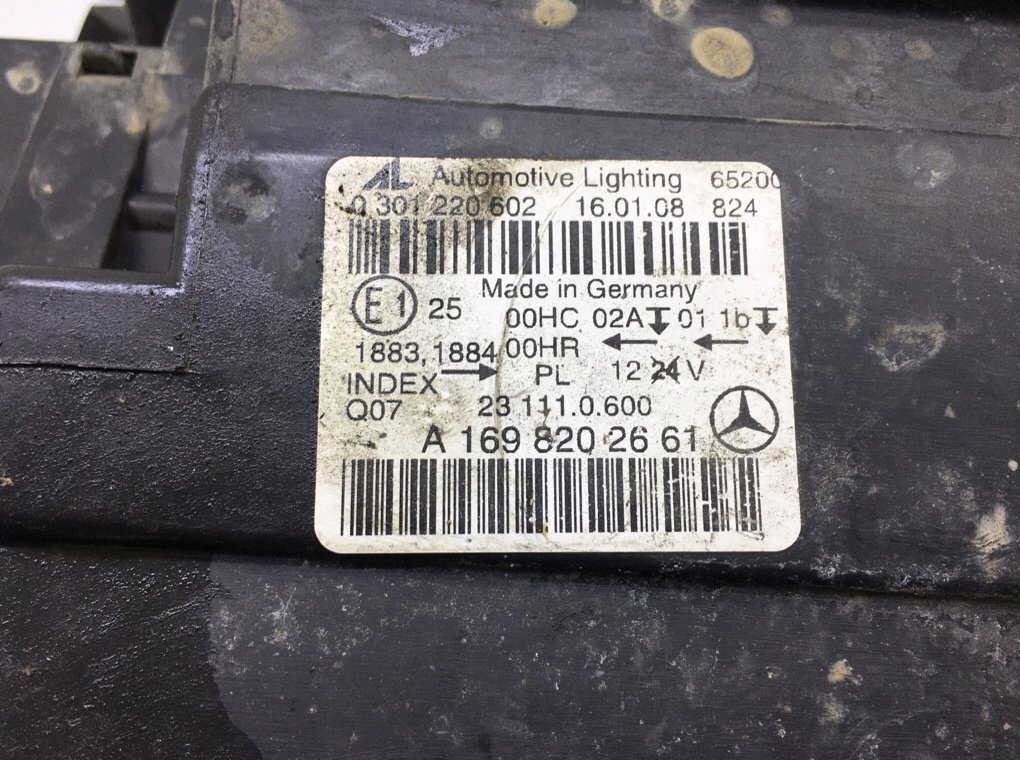 AL Automotive Lighting 65200
0 301 220 602 16.01.08 824
Made in Germany
E1 25 00HC 02A 01 1b
1883,1884 00HR
INDEX PL 12 24 V
Q07 23 111.0.600
A 169 820 26 61